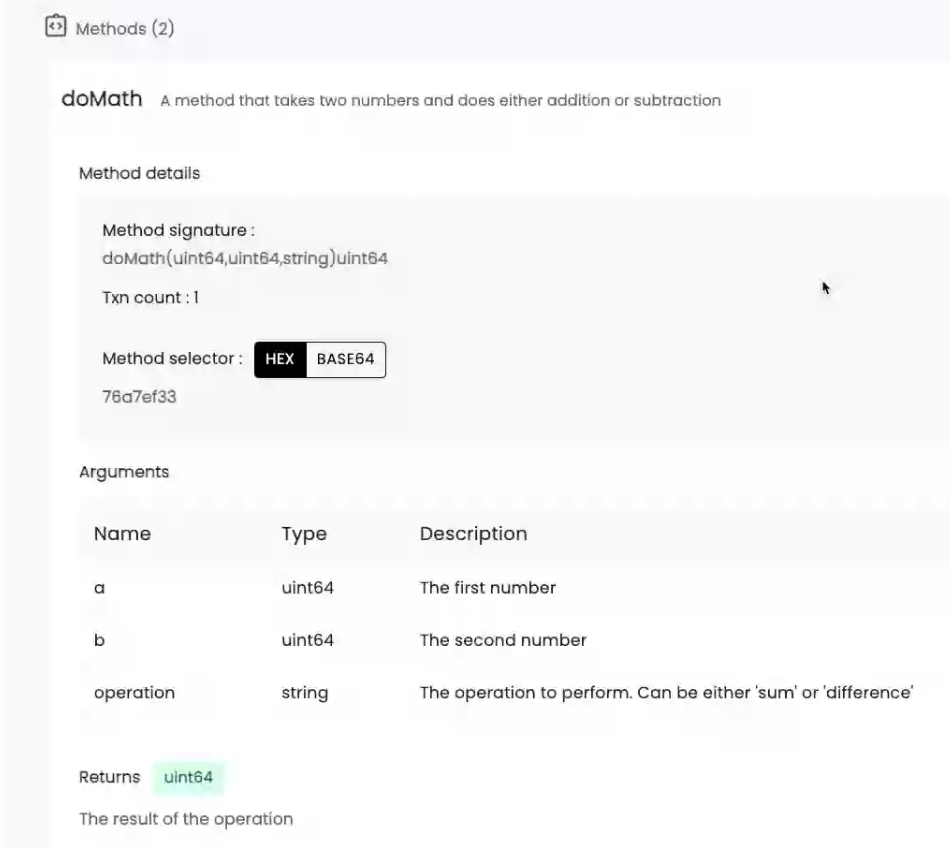 Methods (2)
doMath A method that takes two numbers and does either addition or subtraction
Method details
Method signature :
doMath(uint64,uint64,string)uint64
Txn count : 1
Method selector : HEX BASE64
76a7ef33
Arguments
Name Type Description
a uint64 The first number
b uint64 The second number
operation string The operation to perform. Can be either 'sum' or 'difference'
Returns uint64
The result of the operation